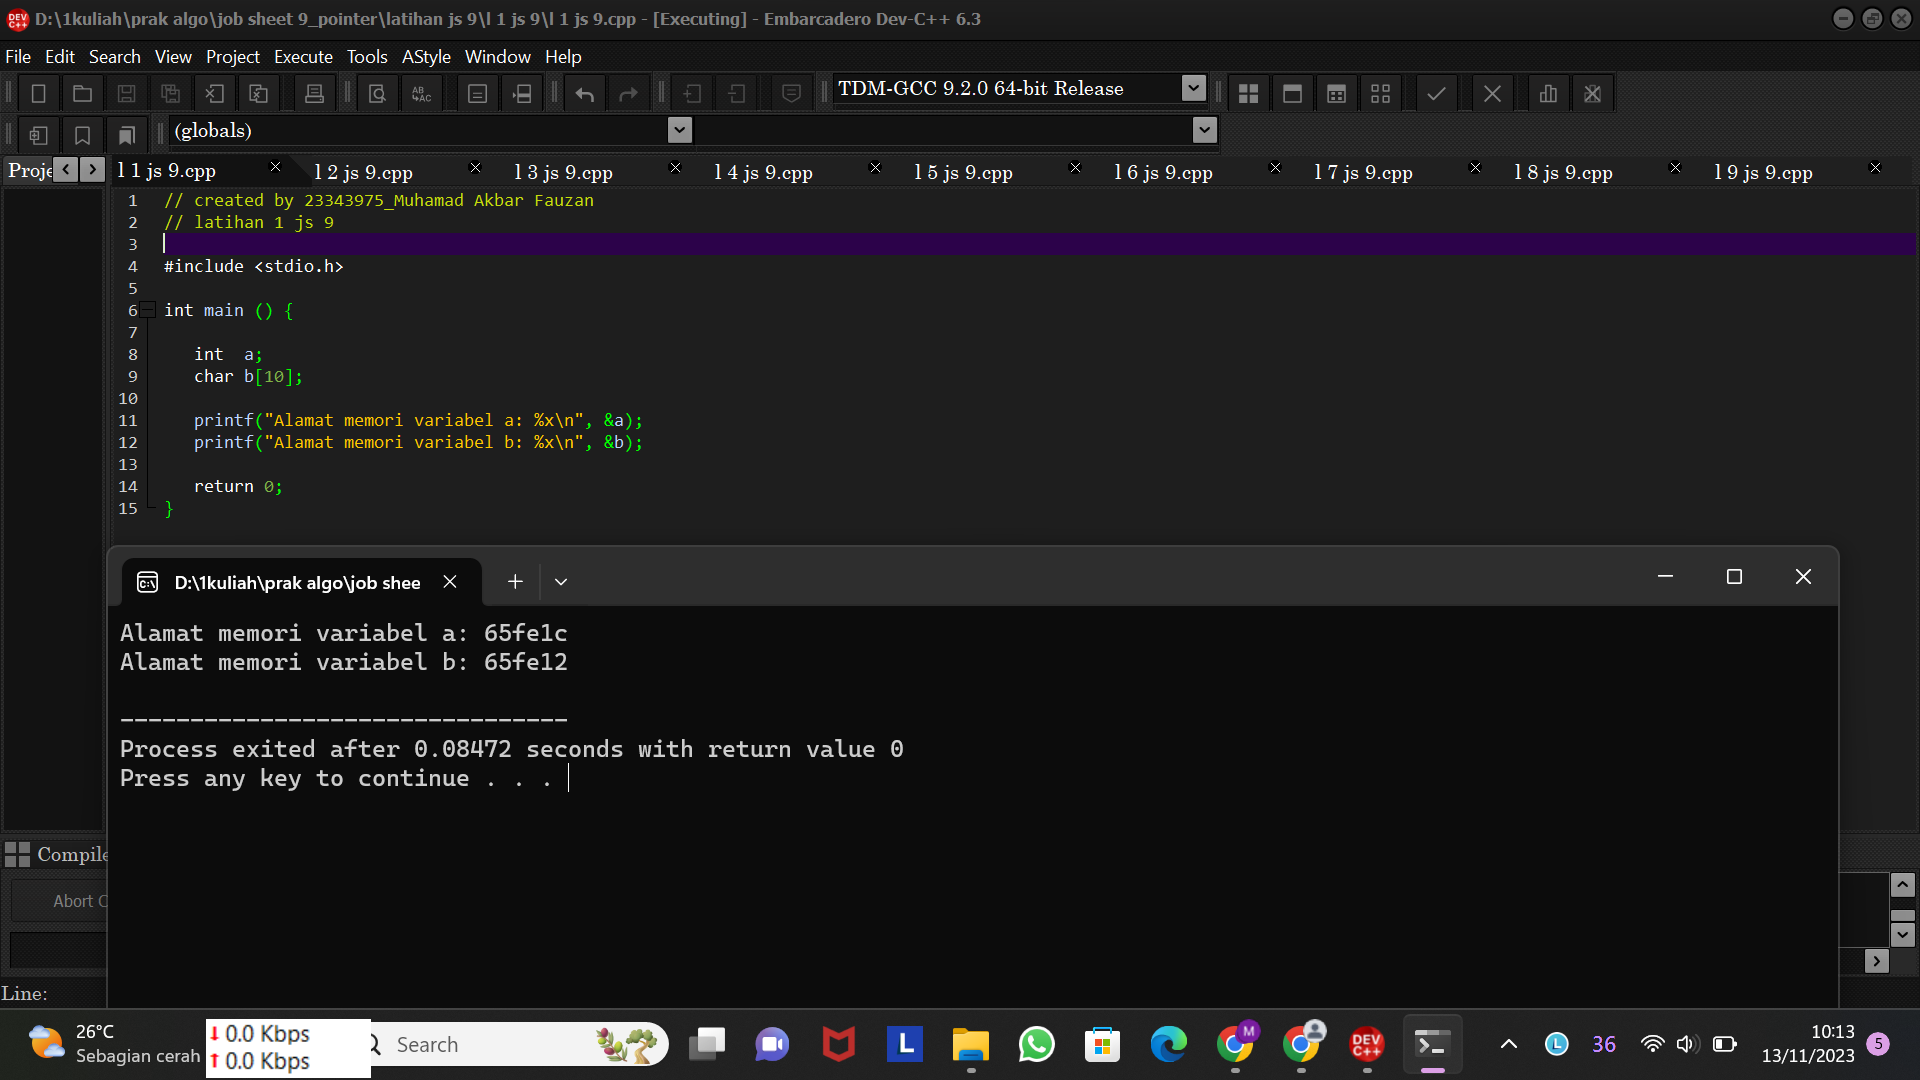 D:\1kuliah\prak algo\job sheet 9_pointer\latihan js 9\l 1 js 9\l 1 js 9.cpp - [Executing] - Embarcadero Dev-C++ 6.3
File Edit Search View Project Execute Tools AStyle Window Help
TDM-GCC 9.2.0 64-bit Release
(globals)
Proje
l 1 js 9.cpp l 2 js 9.cpp l 3 js 9.cpp l 4 js 9.cpp l 5 js 9.cpp l 6 js 9.cpp l 7 js 9.cpp l 8 js 9.cpp l 9 js 9.cpp
1 // created by 23343975_Muhamad Akbar Fauzan
2 // latihan 1 js 9
3
4 #include <stdio.h>
5
6 int main () {
7
8 int  a;
9 char b[10];
10
11 printf("Alamat memori variabel a: %x\n", &a);
12 printf("Alamat memori variabel b: %x\n", &b);
13
14 return 0;
15 }
D:\1kuliah\prak algo\job shee
Alamat memori variabel a: 65fe1c
Alamat memori variabel b: 65fe12
--------------------------------
Process exited after 0.08472 seconds with return value 0
Press any key to continue . . .
Compile
Abort C
Line:
26°C
Sebagian cerah
0.0 Kbps
0.0 Kbps
Search
M
L
DEV C++
L
36
10:13
13/11/2023
5